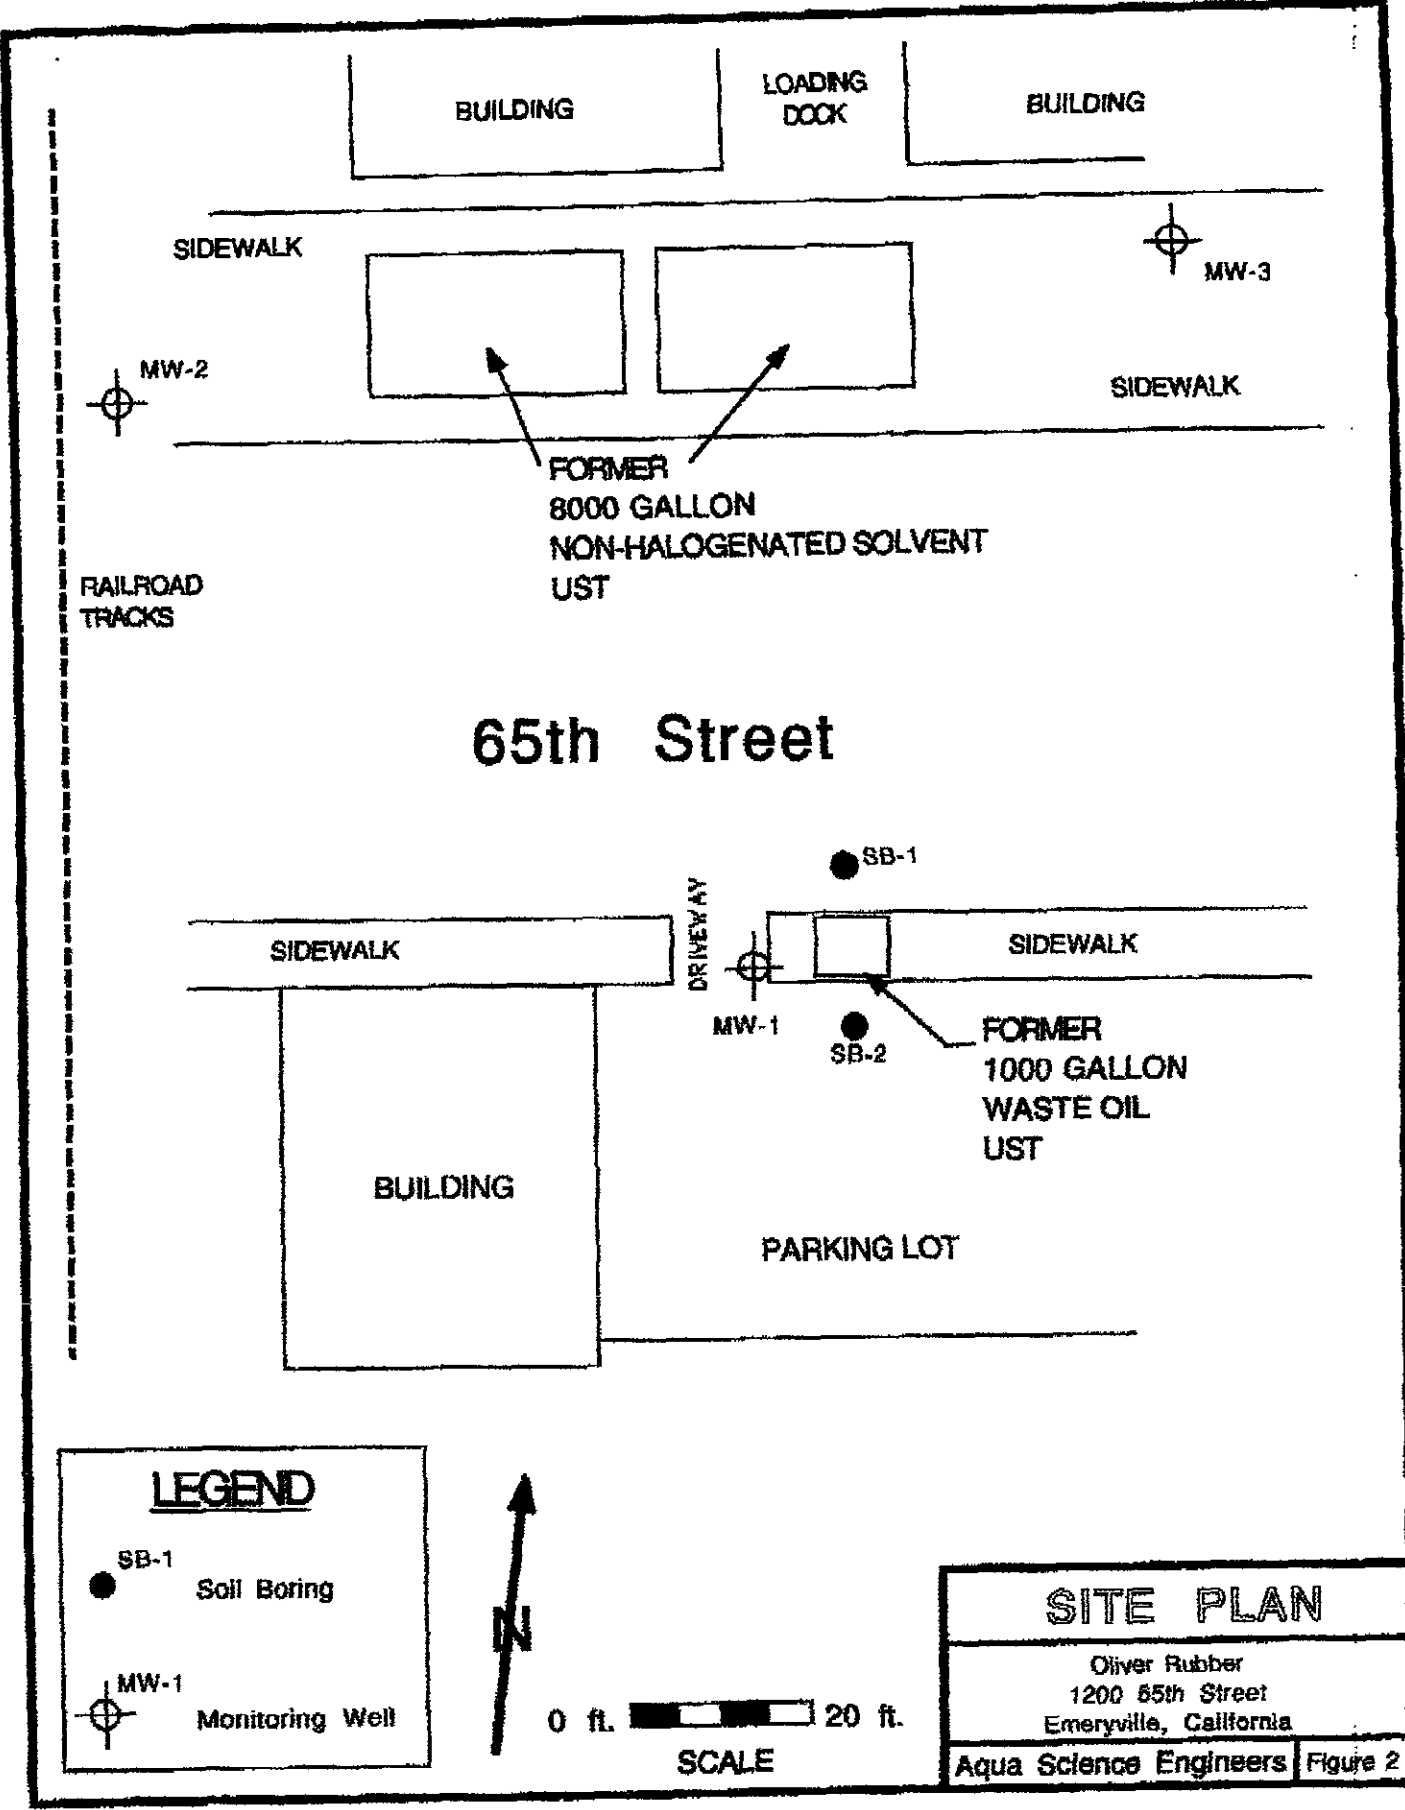 BUILDING
LOADING
DOCK
BUILDING
SIDEWALK
MW-3
MW-2
SIDEWALK
FORMER
8000 GALLON
NON-HALOGENATED SOLVENT
UST
RAILROAD
TRACKS
65th Street
SB-1
DRIVEWAY
SIDEWALK
SIDEWALK
MW-1
SB-2
FORMER
1000 GALLON
WASTE OIL
UST
BUILDING
PARKING LOT
LEGEND
SB-1
Soil Boring
MW-1
Monitoring Well
N
0 ft.
20 ft.
SCALE
SITE PLAN
Oliver Rubber
1200 65th Street
Emeryville, California
Aqua Science Engineers
Figure 2